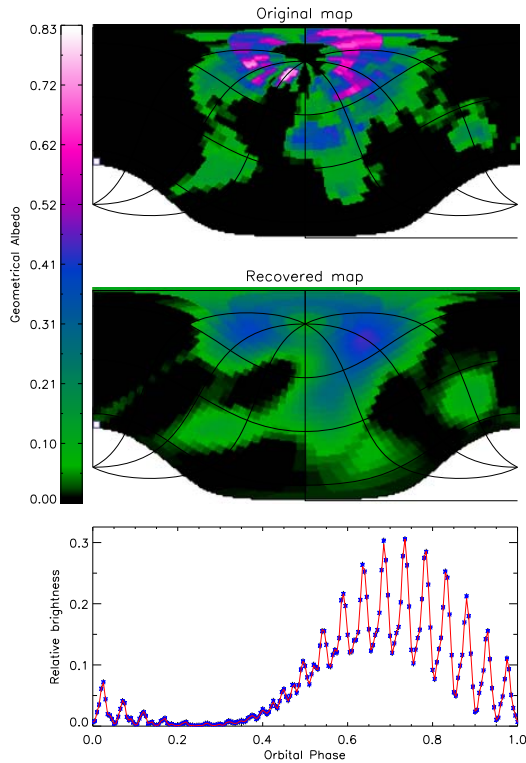 Original map
0.83
0.72
0.62
0.52
0.41
0.31
0.21
0.10
0.00
Geometrical Albedo
Recovered map
0.3
0.2
0.1
0.0
Relative brightness
0.0 0.2 0.4 0.6 0.8 1.0
Orbital Phase